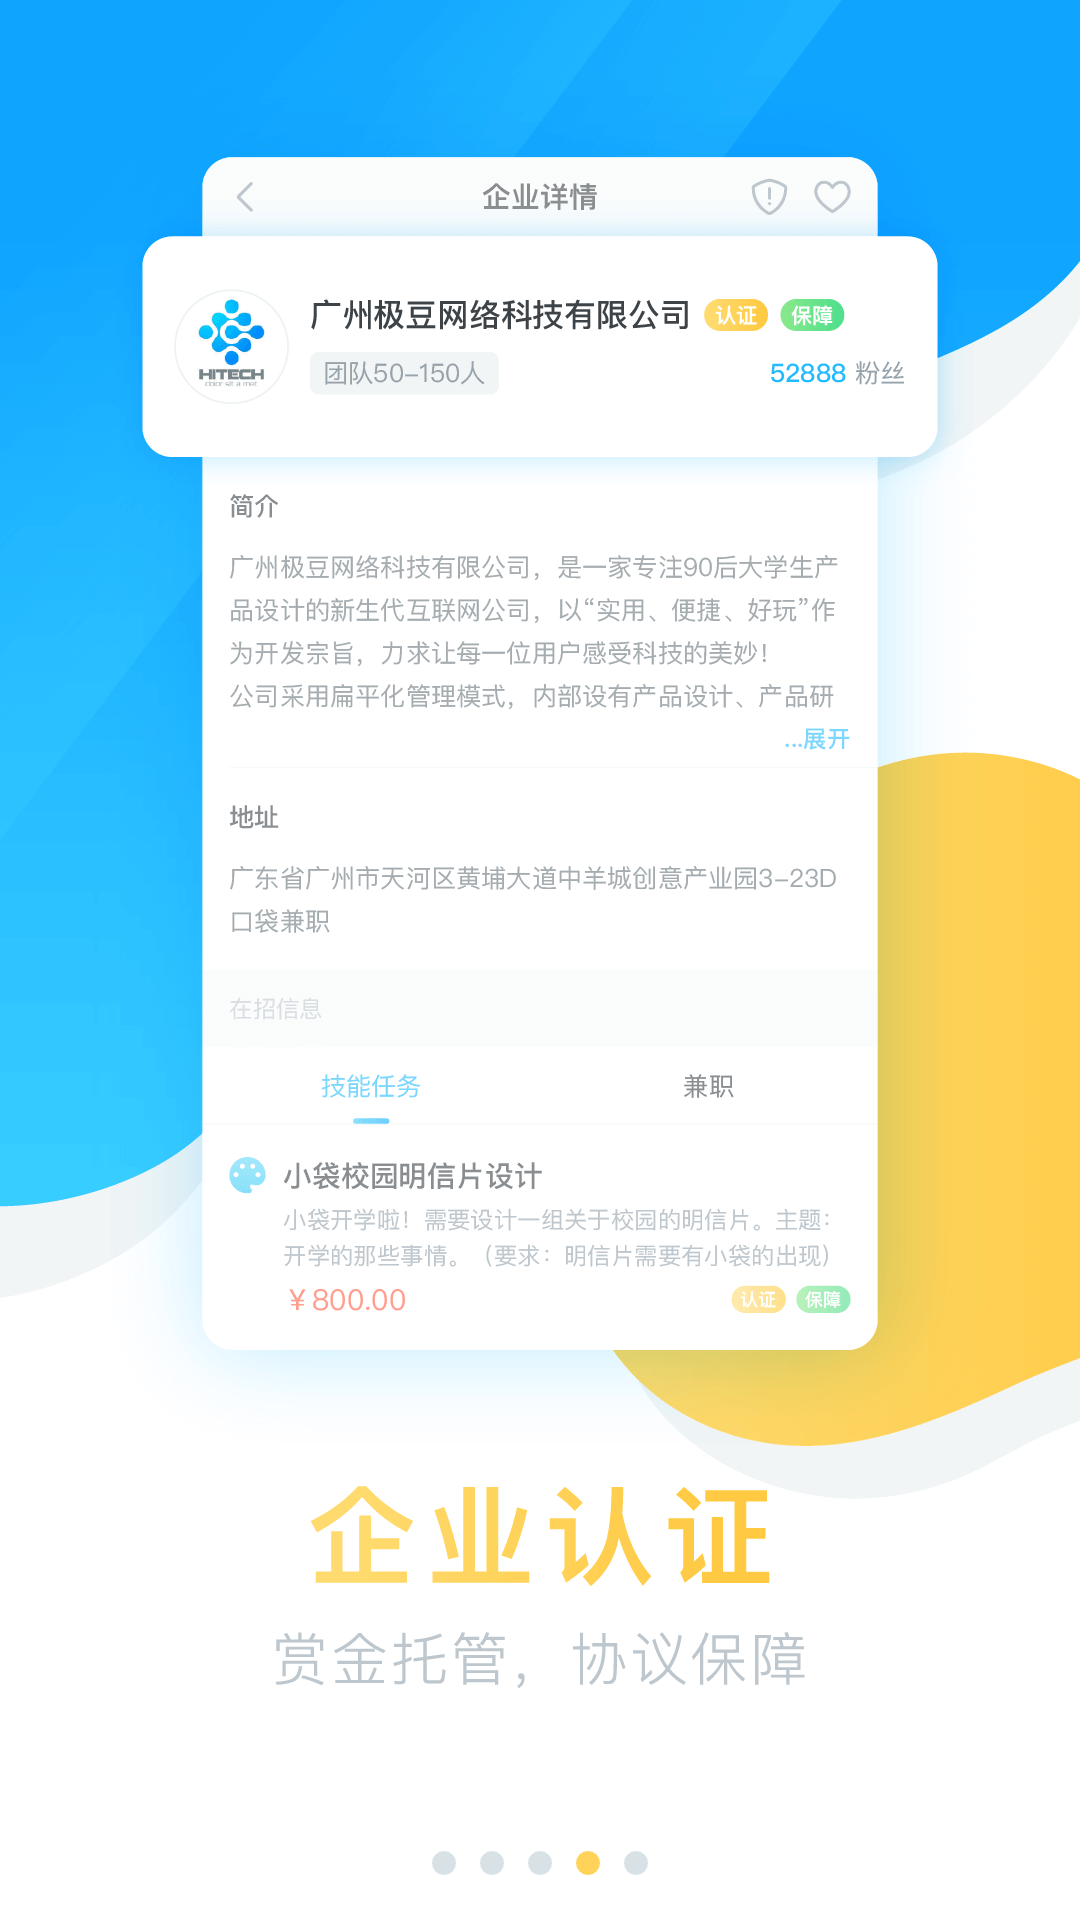 企业详情
广州极豆网络科技有限公司 认证 保障
HITECH
dolor sit a met
团队50-150人
52888 粉丝
简介
广州极豆网络科技有限公司，是一家专注90后大学生产
品设计的新生代互联网公司，以“实用、便捷、好玩”作
为开发宗旨，力求让每一位用户感受科技的美妙！
公司采用扁平化管理模式，内部设有产品设计、产品研
...展开
地址
广东省广州市天河区黄埔大道中羊城创意产业园3-23D
口袋兼职
在招信息
技能任务 兼职
小袋校园明信片设计
小袋开学啦！需要设计一组关于校园的明信片。主题：
开学的那些事情。（要求：明信片需要有小袋的出现）
¥ 800.00 认证 保障
企业认证
赏金托管，协议保障